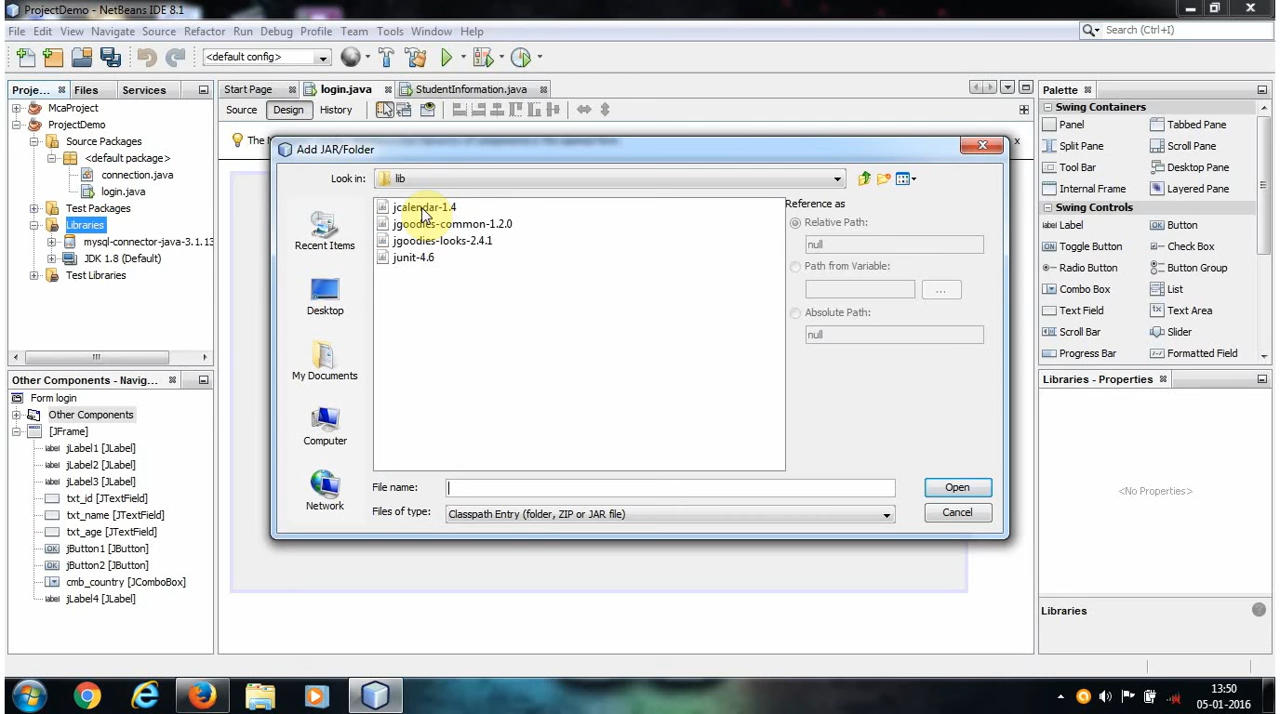 ProjectDemo - NetBeans IDE 8.1
File Edit View Navigate Source Refactor Run Debug Profile Team Tools Window Help
Search (Ctrl+I)
<default config>
Proje... Files Services
McaProject
ProjectDemo
Source Packages
<default package>
connection.java
login.java
Test Packages
Libraries
mysql-connector-java-3.1.13
JDK 1.8 (Default)
Test Libraries
Other Components - Navig...
Form login
Other Components
[JFrame]
label jLabel1 [JLabel]
label jLabel2 [JLabel]
label jLabel3 [JLabel]
txt_id [JTextField]
txt_name [JTextField]
txt_age [JTextField]
OK jButton1 [JButton]
OK jButton2 [JButton]
cmb_country [JComboBox]
label jLabel4 [JLabel]
Start Page login.java StudentInformation.java
Source Design History
The
Add JAR/Folder
Look in: lib
Recent Items
Desktop
My Documents
Computer
Network
jcalendar-1.4
jgoodies-common-1.2.0
jgoodies-looks-2.4.1
junit-4.6
Reference as
Relative Path:
null
Path from Variable:
...
Absolute Path:
null
File name:
Open
Files of type: Classpath Entry (folder, ZIP or JAR file)
Cancel
Palette
Swing Containers
Panel Tabbed Pane
Split Pane Scroll Pane
Tool Bar Desktop Pane
Internal Frame Layered Pane
Swing Controls
label Label OK Button
Toggle Button Check Box
Radio Button Button Group
Combo Box List
Text Field Text Area
Scroll Bar Slider
Progress Bar Formatted Field
Libraries - Properties
<No Properties>
Libraries
13:50
05-01-2016